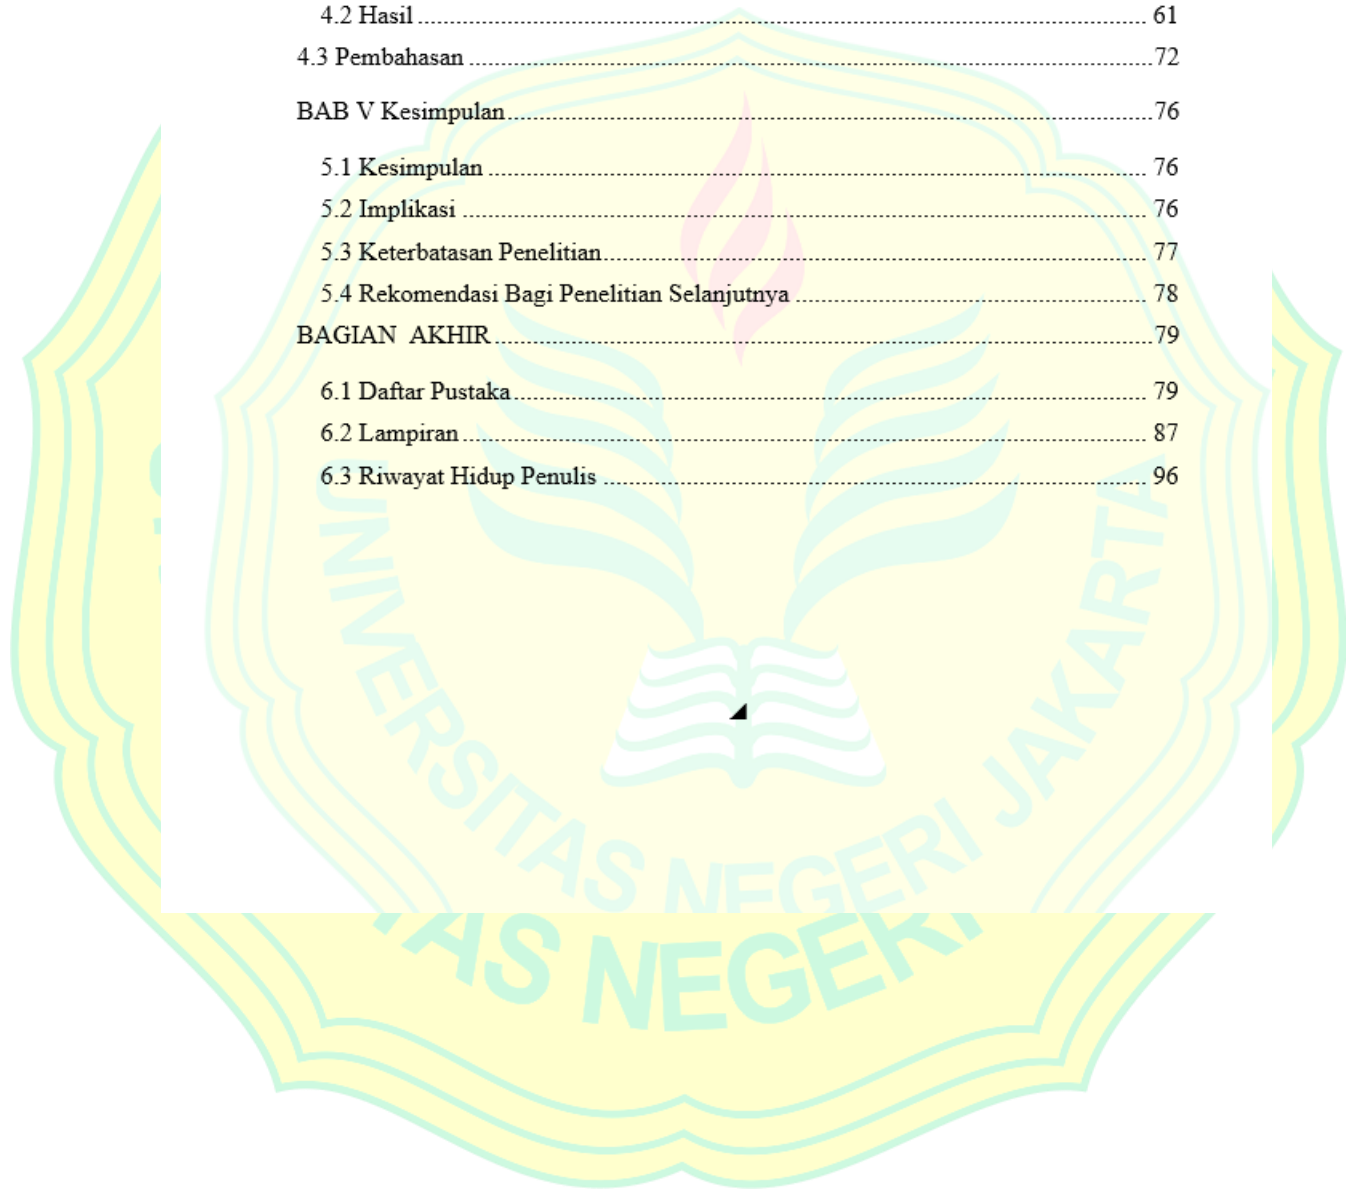 4.2 Hasil ........ 61
4.3 Pembahasan ........ 72
BAB V Kesimpulan ........ 76
5.1 Kesimpulan ........ 76
5.2 Implikasi ........ 76
5.3 Keterbatasan Penelitian ........ 77
5.4 Rekomendasi Bagi Penelitian Selanjutnya ........ 78
BAGIAN  AKHIR ........ 79
6.1 Daftar Pustaka ........ 79
6.2 Lampiran ........ 87
6.3 Riwayat Hidup Penulis ........ 96
UNIVERSITAS NEGERI JAKARTA
TAS NEGERI